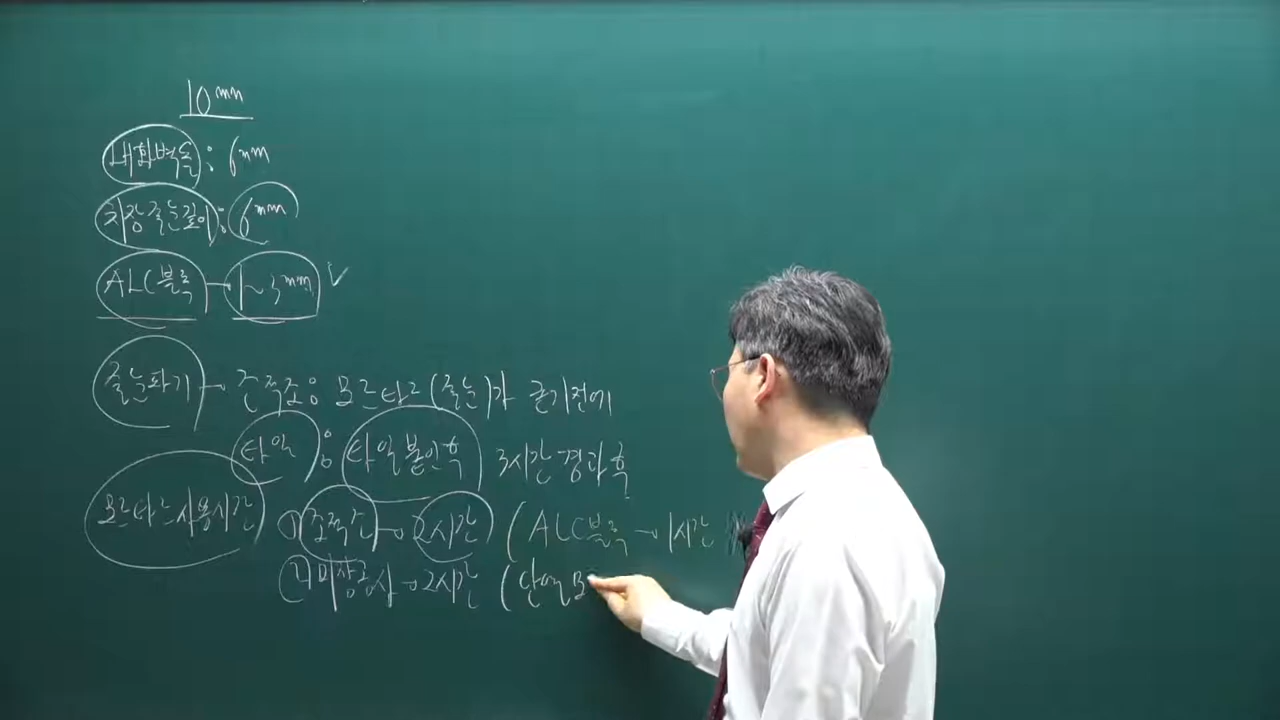 10mm
내화벽돌 : 6mm
치장줄눈깊이 : 6mm
ALC블록 → 1~3mm ∨
줄눈파기 → 조적조 : 모르타르(줄눈)가 굳기전에
타일 : 타일붙인후 3시간 경과후
모르타르사용시간 1) 조적조 → 2시간 (ALC블록 → 1시간
2) 미장공사 → 2시간 (단열모